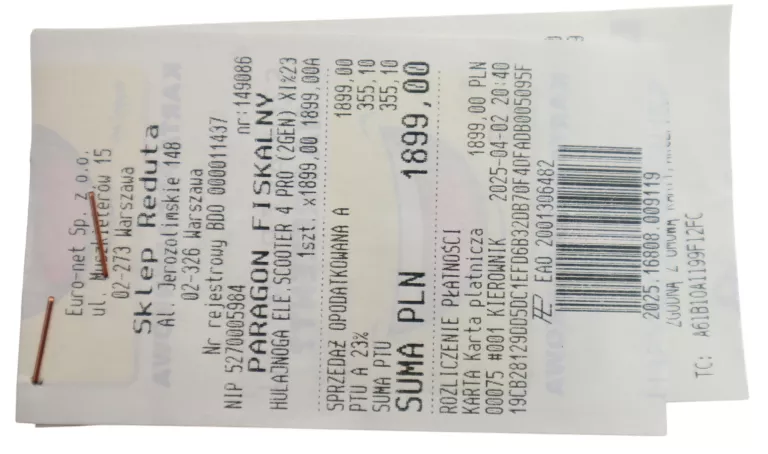 Euro-net Sp. z o.o.
ul. Muszkieterów 15
02-273 Warszawa
Sklep Reduta
Al. Jerozolimskie 148
02-326 Warszawa
Nr rejestrowy BDO 000011437
NIP 5270005984 nr:149086
PARAGON FISKALNY
HULAJNOGA ELE,SCOOTER 4 PRO (2GEN) XI%23
1szt. x1899,00 1899,00A
SPRZEDAŻ OPODATKOWANA A 1899,00
PTU A 23% 355,10
SUMA PTU 355,10
SUMA PLN 1899,00
ROZLICZENIE PŁATNOŚCI
KARTA Karta płatnicza 1899,00 PLN
00075 #001 KIEROWNIK 2025-04-02 20:40
19CB28129DD5DC1EFD6B32DB70F4DFADB005095F
EAO 2001306482
2025.16808.009119
ZGODNĄ Z UMOWĄ
TC: A61B10A1199F12FC